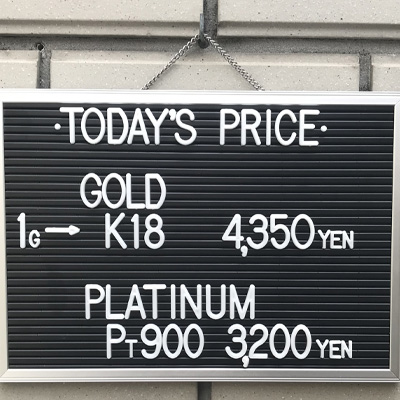 ·TODAY'S PRICE·
GOLD
1G→ K18 4,350 YEN
PLATINUM
PT900 3,200 YEN